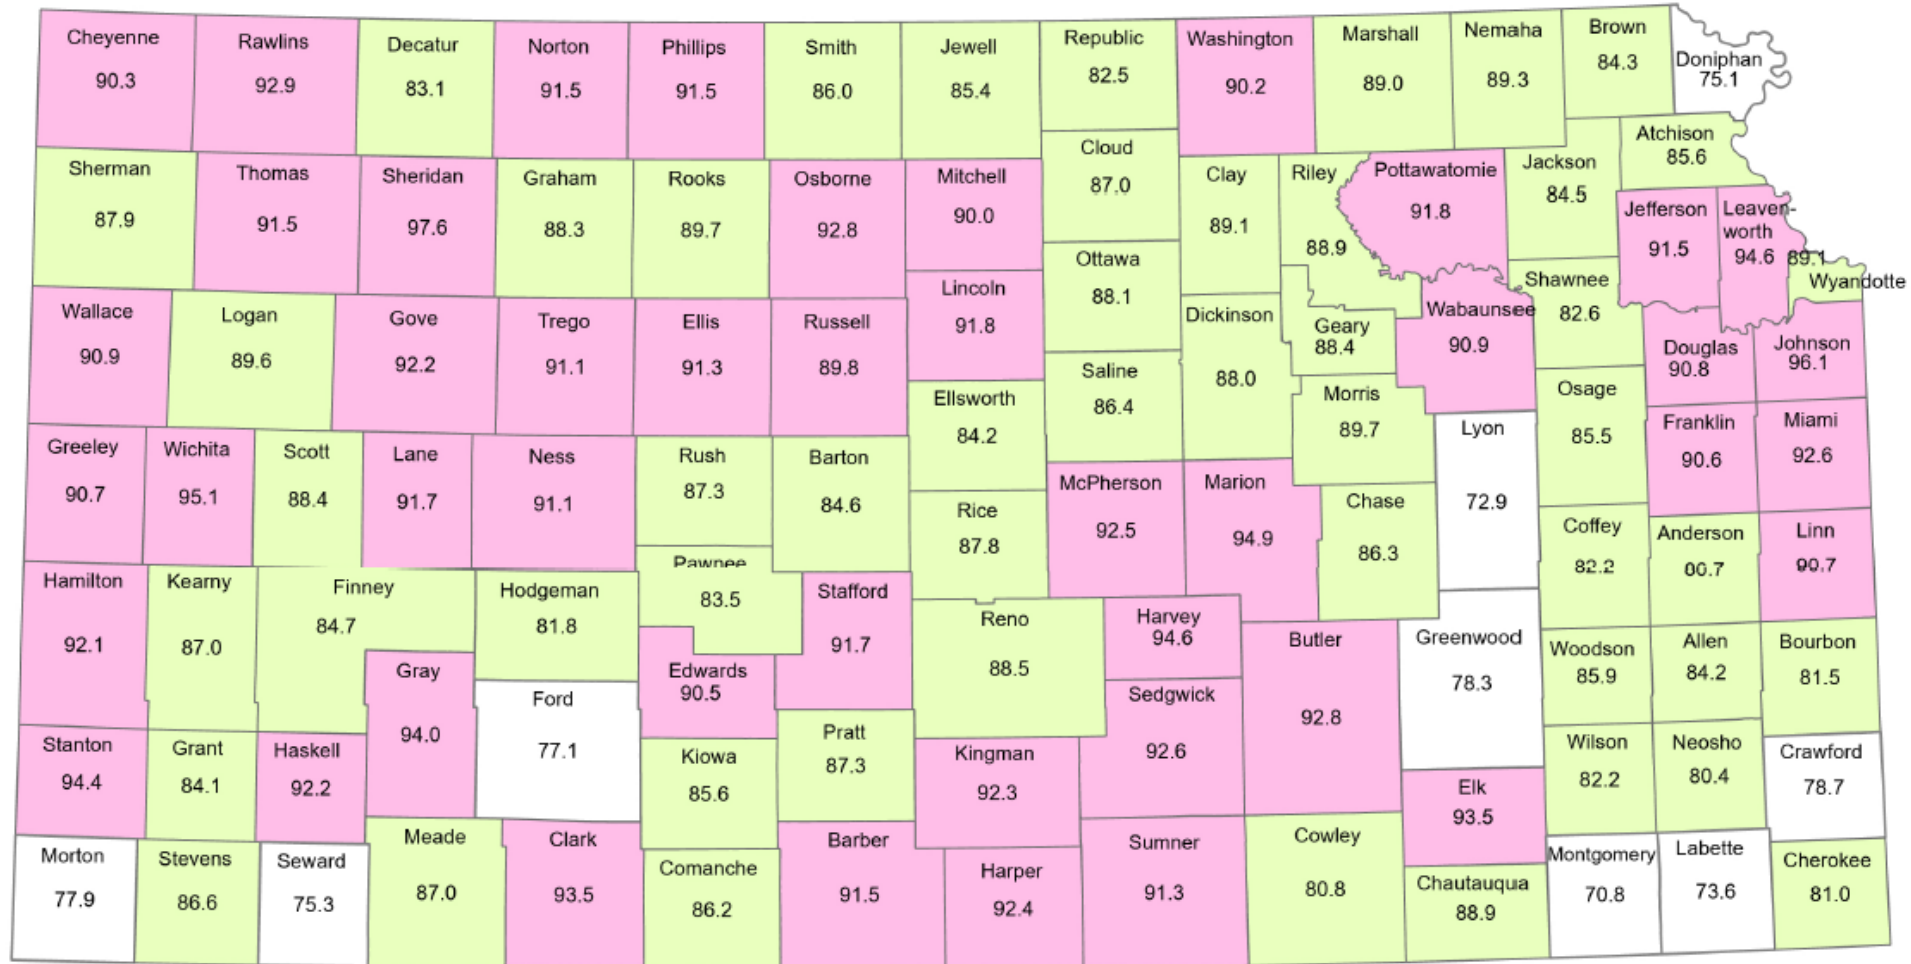 Cheyenne
90.3
Rawlins
92.9
Decatur
83.1
Norton
91.5
Phillips
91.5
Smith
86.0
Jewell
85.4
Republic
82.5
Washington
90.2
Marshall
89.0
Nemaha
89.3
Brown
84.3
Doniphan
75.1
Sherman
87.9
Thomas
91.5
Sheridan
97.6
Graham
88.3
Rooks
89.7
Osborne
92.8
Mitchell
90.0
Cloud
87.0
Clay
89.1
Riley
88.9
Pottawatomie
91.8
Jackson
84.5
Atchison
85.6
Jefferson
91.5
Leaven-
worth
94.6
89.1
Wyandotte
Ottawa
88.1
Lincoln
91.8
Wallace
90.9
Logan
89.6
Gove
92.2
Trego
91.1
Ellis
91.3
Russell
89.8
Dickinson
88.0
Geary
88.4
Wabaunsee
90.9
Shawnee
82.6
Douglas
90.8
Johnson
96.1
Ellsworth
84.2
Saline
86.4
Morris
89.7
Lyon
72.9
Osage
85.5
Franklin
90.6
Miami
92.6
Greeley
90.7
Wichita
95.1
Scott
88.4
Lane
91.7
Ness
91.1
Rush
87.3
Barton
84.6
Rice
87.8
McPherson
92.5
Marion
94.9
Chase
86.3
Coffey
82.2
Anderson
Linn
90.7
Hamilton
92.1
Kearny
87.0
Finney
84.7
Hodgeman
81.8
Pawnee
83.5
Stafford
91.7
Edwards
90.5
Gray
94.0
Ford
77.1
Reno
88.5
Harvey
94.6
Sedgwick
92.6
Butler
92.8
Greenwood
78.3
Woodson
85.9
Allen
84.2
Bourbon
81.5
Stanton
94.4
Grant
84.1
Haskell
92.2
Kiowa
85.6
Pratt
87.3
Kingman
92.3
Elk
93.5
Wilson
82.2
Neosho
80.4
Crawford
78.7
Morton
77.9
Stevens
86.6
Seward
75.3
Meade
87.0
Clark
93.5
Comanche
86.2
Barber
91.5
Harper
92.4
Sumner
91.3
Cowley
80.8
Chautauqua
88.9
Montgomery
70.8
Labette
73.6
Cherokee
81.0